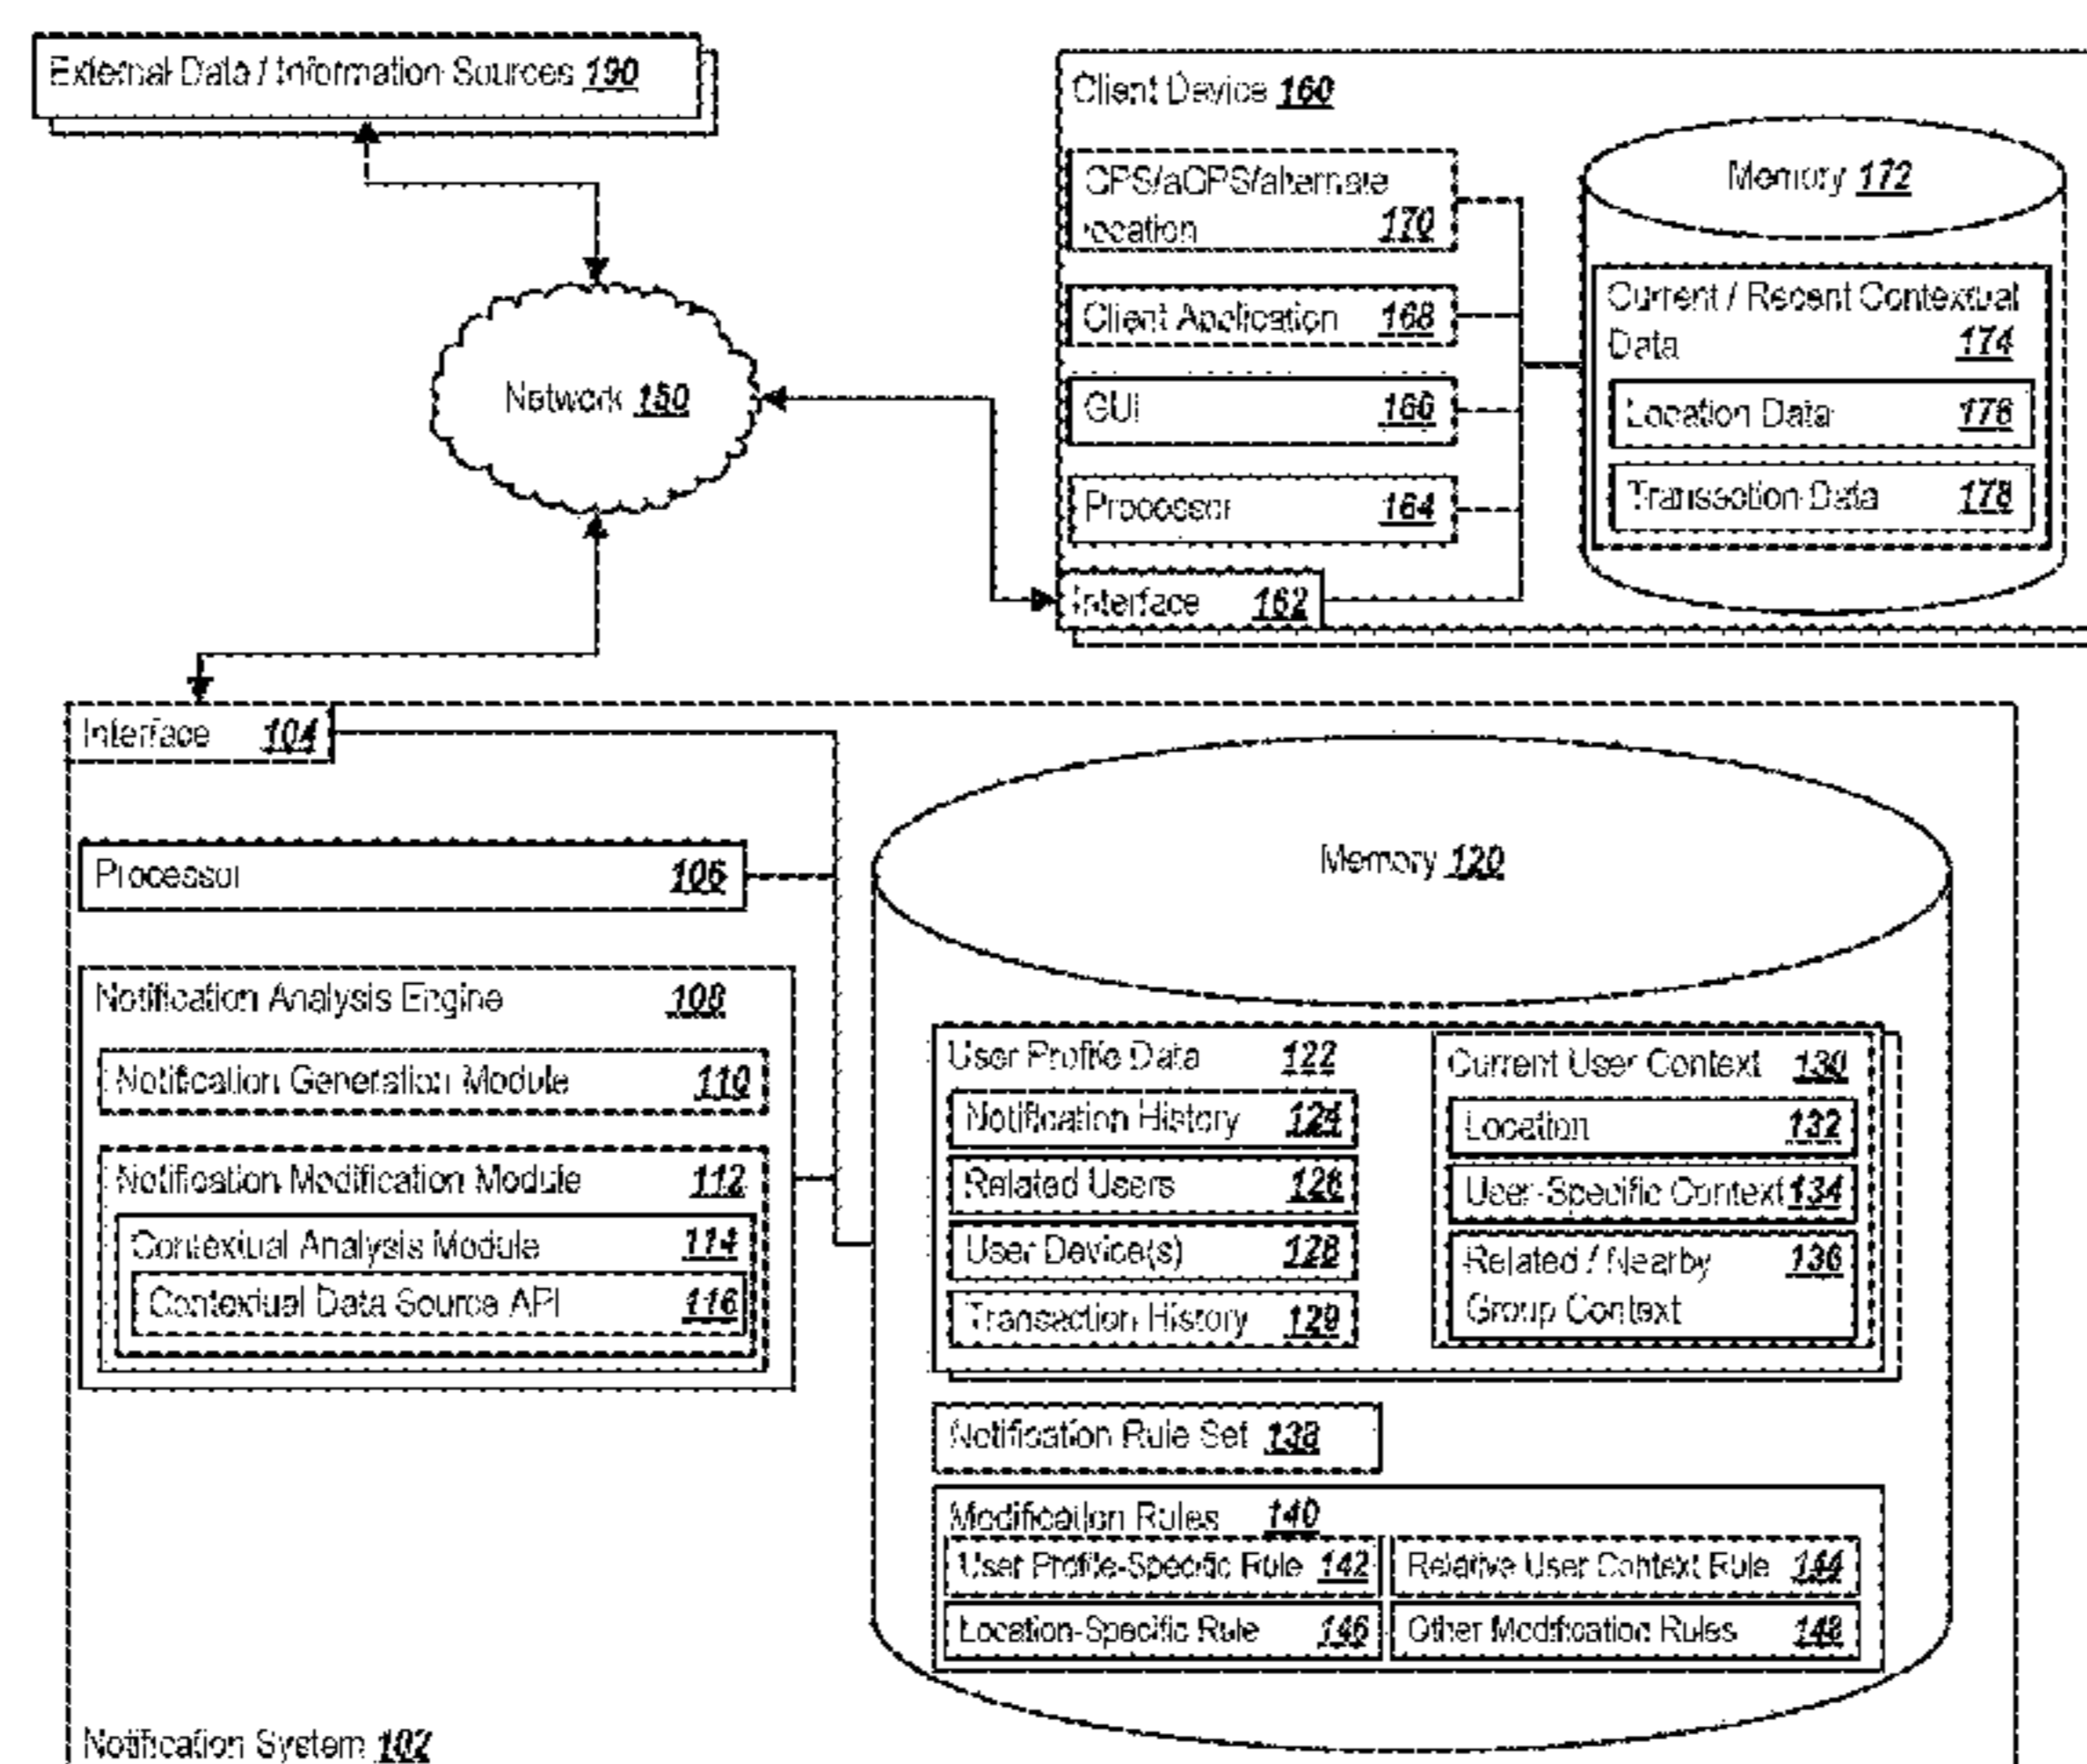 External Data / Information Sources 190
Client Device 160
GPS/aGPS/alternate
location 170
Client Application 168
GUI 166
Processor 164
Interface 162
Memory 172
Current / Recent Contextual
Data 174
Location Data 176
Transaction Data 178
Network 150
Interface 104
Processor 106
Notification Analysis Engine 108
Notification Generation Module 110
Notification Modification Module 112
Contextual Analysis Module 114
Contextual Data Source API 116
Memory 120
User Profile Data 122
Notification History 124
Related Users 126
User Device(s) 128
Transaction History 129
Current User Context 130
Location 132
User-Specific Context 134
Related / Nearby 136
Group Context
Notification Rule Set 138
Modification Rules 140
User Profile-Specific Rule 142
Relative User Context Rule 144
Location-Specific Rule 146
Other Modification Rules 148
Notification System 102